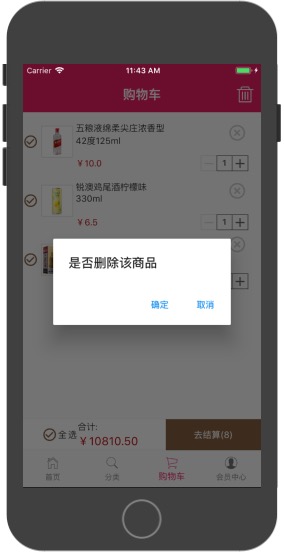 Carrier
11:43 AM
购物车
五粮液绵柔尖庄浓香型
42度125ml
￥10.0
1
锐澳鸡尾酒柠檬味
330ml
￥6.5
1
是否删除该商品
确定
取消
全选
合计:
￥10810.50
去结算(8)
首页
分类
购物车
会员中心